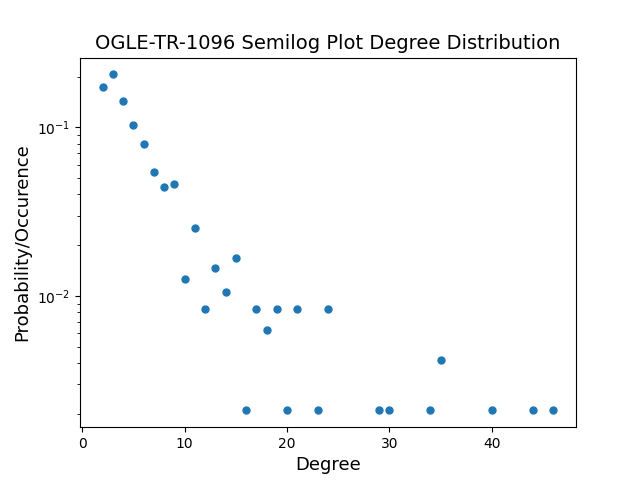 OGLE-TR-1096 Semilog Plot Degree Distribution
Probability/Occurence
10⁻¹
10⁻²
0 10 20 30 40
Degree